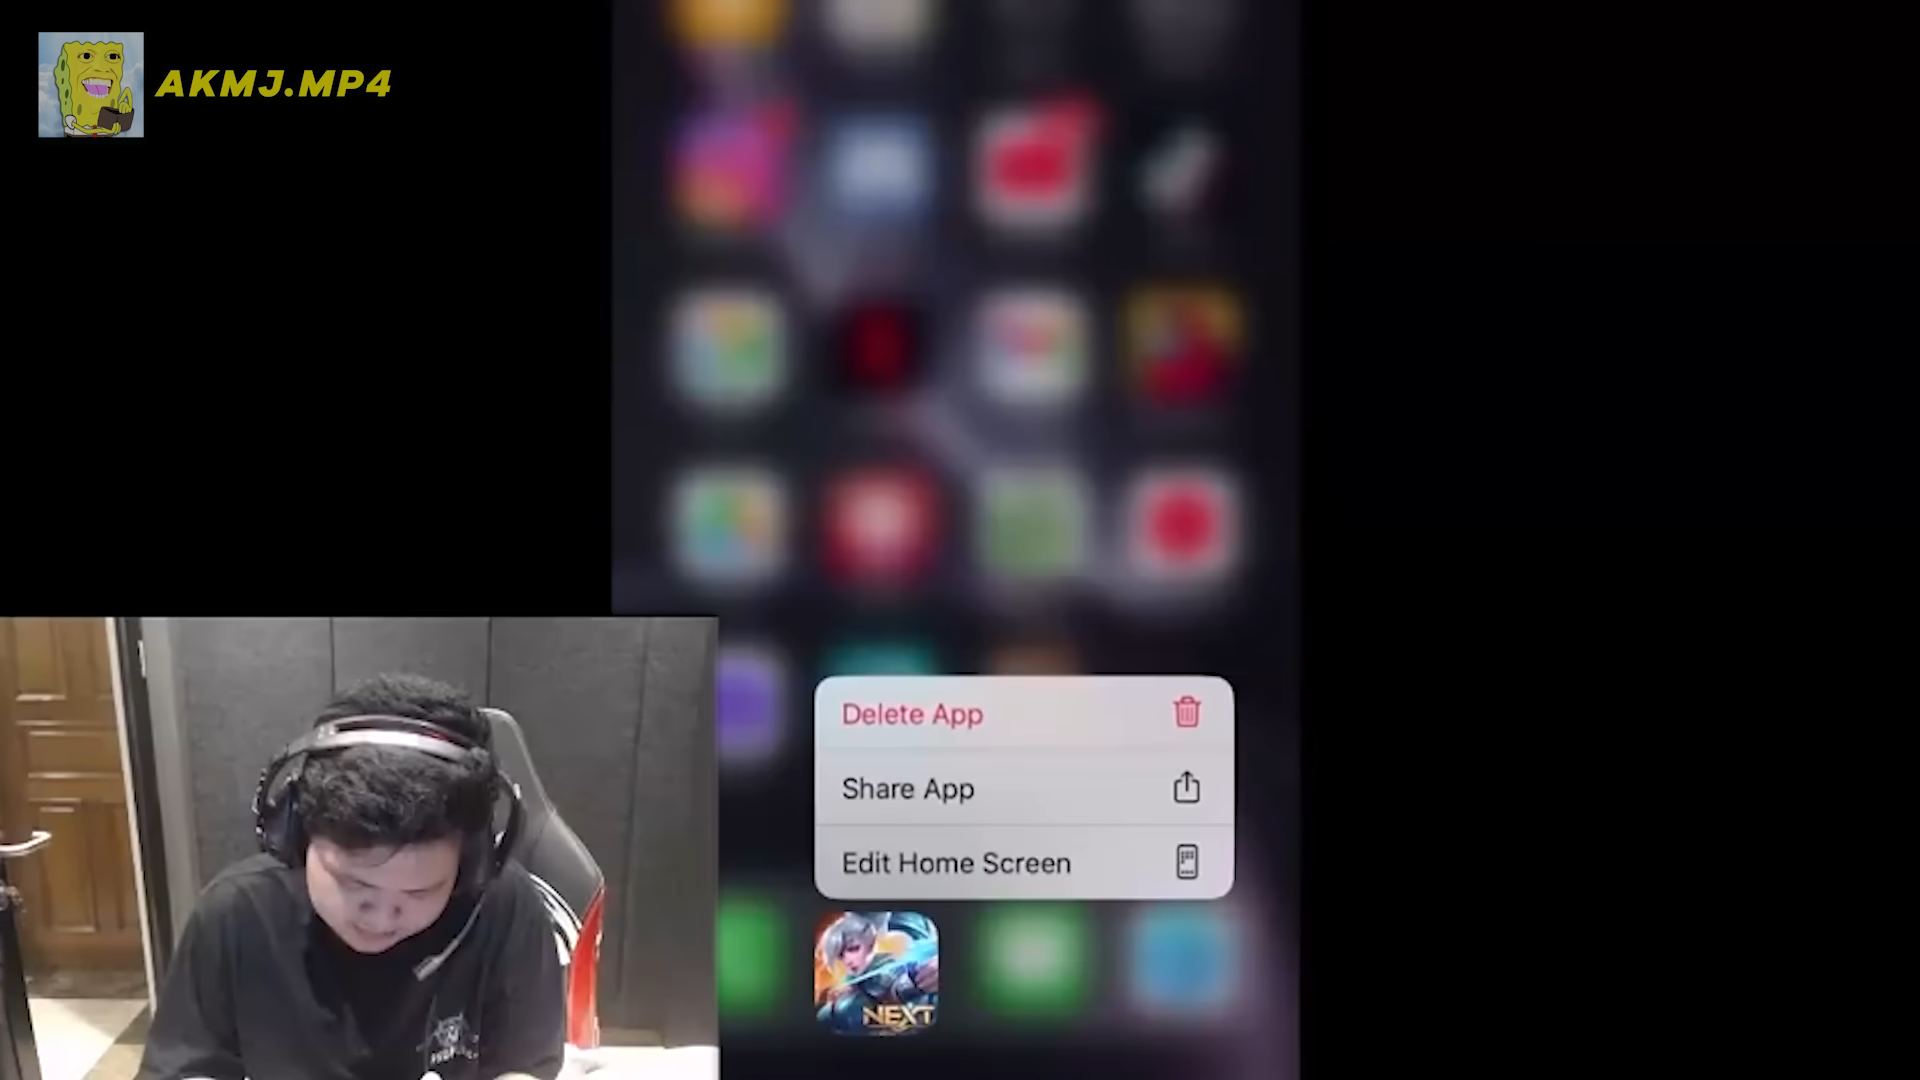 AKMJ.MP4
Delete App
Share App
Edit Home Screen
NEXT